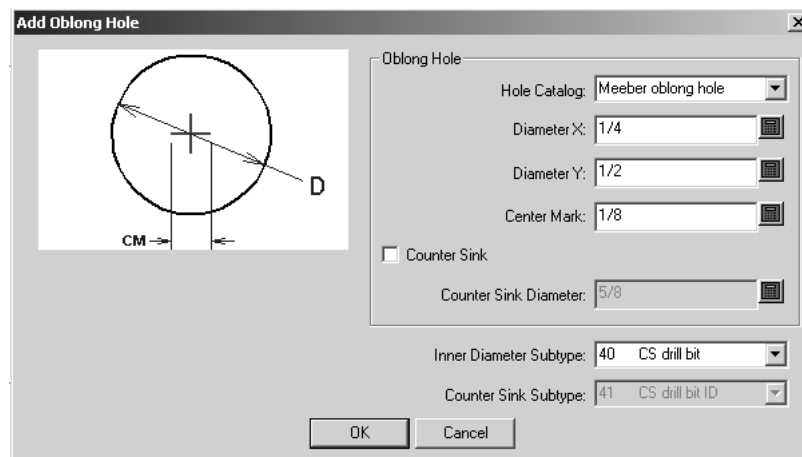 Add Oblong Hole
D
CM
Oblong Hole
Hole Catalog: Meeber oblong hole
Diameter X: 1/4
Diameter Y: 1/2
Center Mark: 1/8
Counter Sink
Counter Sink Diameter: 5/8
Inner Diameter Subtype: 40 CS drill bit
Counter Sink Subtype: 41 CS drill bit ID
OK Cancel